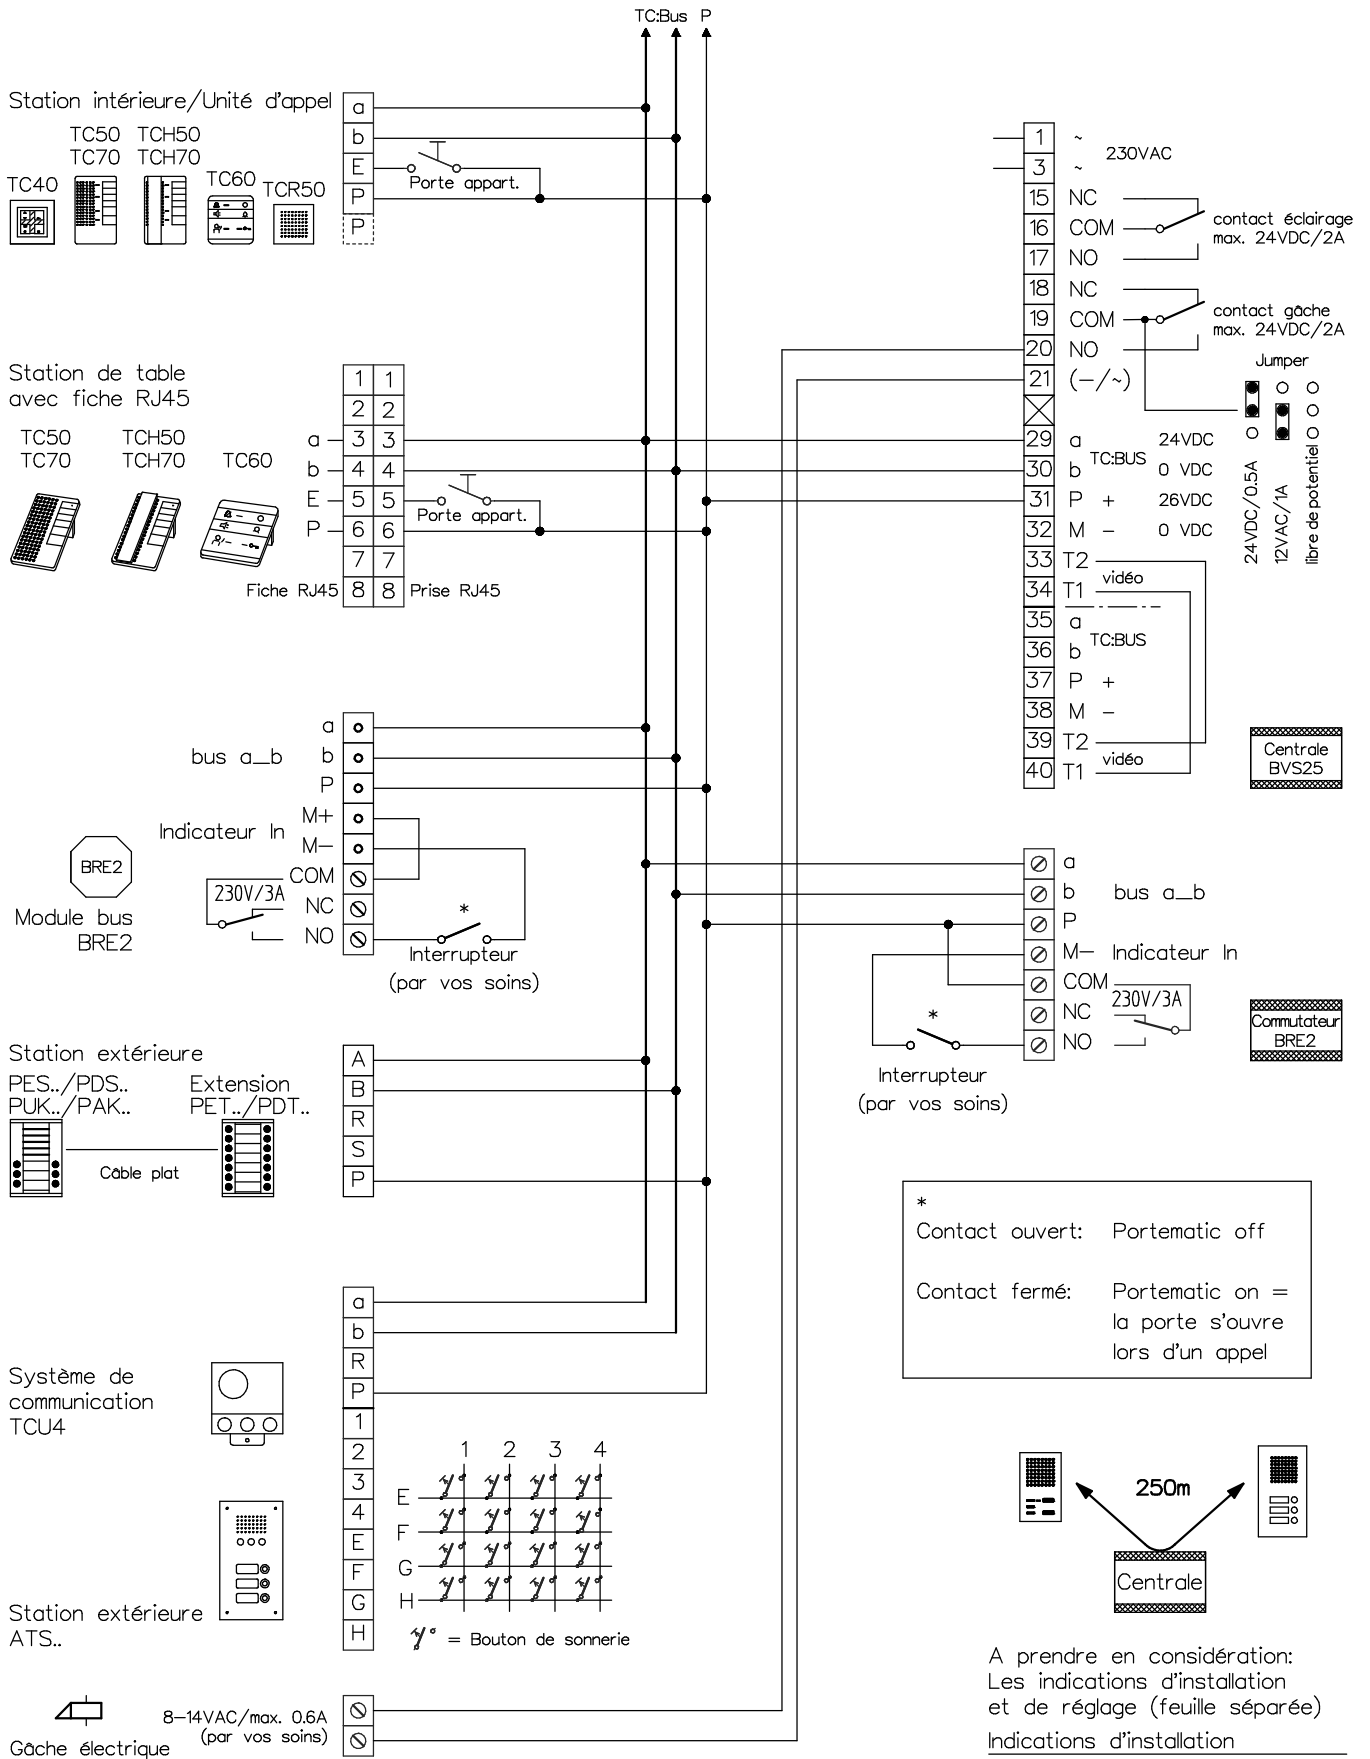 TC:Bus P
Station intérieure/Unité d'appel
TC50 TCH50
TC70 TCH70
TC40 TC60 TCR50
a
b
E
P
P
Porte appart.
Station de table
avec fiche RJ45
TC50 TCH50
TC70 TCH70 TC60
1 1
2 2
a 3 3
b 4 4
E 5 5
P 6 6
7 7
Fiche RJ45 8 8 Prise RJ45
Porte appart.
bus a_b
a
b
P
Indicateur In
M+
M-
COM
NC
NO
230V/3A
BRE2
Module bus
BRE2
*
Interrupteur
(par vos soins)
Station extérieure
PES../PDS.. Extension
PUK../PAK.. PET../PDT..
Câble plat
A
B
R
S
P
a
b
R
P
1
2
3
4
E
F
G
H
Système de
communication
TCU4
1 2 3 4
E
F
G
H
= Bouton de sonnerie
Station extérieure
ATS..
8-14VAC/max. 0.6A
(par vos soins)
Gâche électrique
1 ~
3 ~
230VAC
15 NC
16 COM
17 NO
contact éclairage
max. 24VDC/2A
18 NC
19 COM
20 NO
contact gâche
max. 24VDC/2A
21 (-/~)
Jumper
24VDC/0.5A
12VAC/1A
libre de potentiel
29 a 24VDC
30 b TC:BUS 0 VDC
31 P + 26VDC
32 M - 0 VDC
33 T2
34 T1 vidéo
35 a
36 b TC:BUS
37 P +
38 M -
39 T2
40 T1 vidéo
Centrale
BVS25
a
b bus a_b
P
M- Indicateur In
COM
NC
NO
230V/3A
*
Interrupteur
(par vos soins)
Commutateur
BRE2
*
Contact ouvert: Portematic off
Contact fermé: Portematic on =
la porte s'ouvre
lors d'un appel
250m
Centrale
A prendre en considération:
Les indications d'installation
et de réglage (feuille séparée)
Indications d'installation